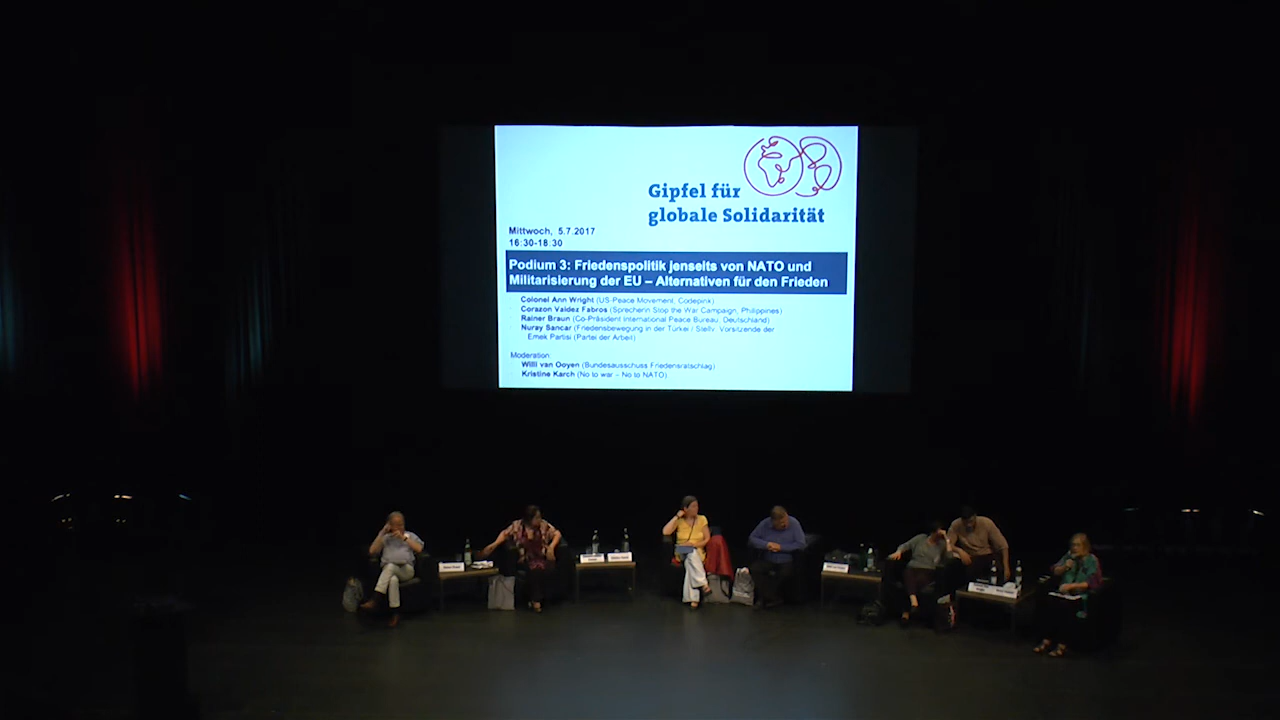 Gipfel für
globale Solidarität
Mittwoch, 5.7.2017
16:30-18:30
Podium 3: Friedenspolitik jenseits von NATO und
Militarisierung der EU – Alternativen für den Frieden
Colonel Ann Wright (US-Peace Movement, Codepink)
Corazon Valdez Fabros (Sprecherin Stop the War Campaign, Philippines)
Rainer Braun (Co-Präsident International Peace Bureau, Deutschland)
Nuray Sancar (Friedensbewegung in der Türkei / Stellv. Vorsitzende der
Emek Partisi (Partei der Arbeit)
Moderation:
Willi van Ooyen (Bundesausschuss Friedensratschlag)
Kristine Karch (No to war – No to NATO)